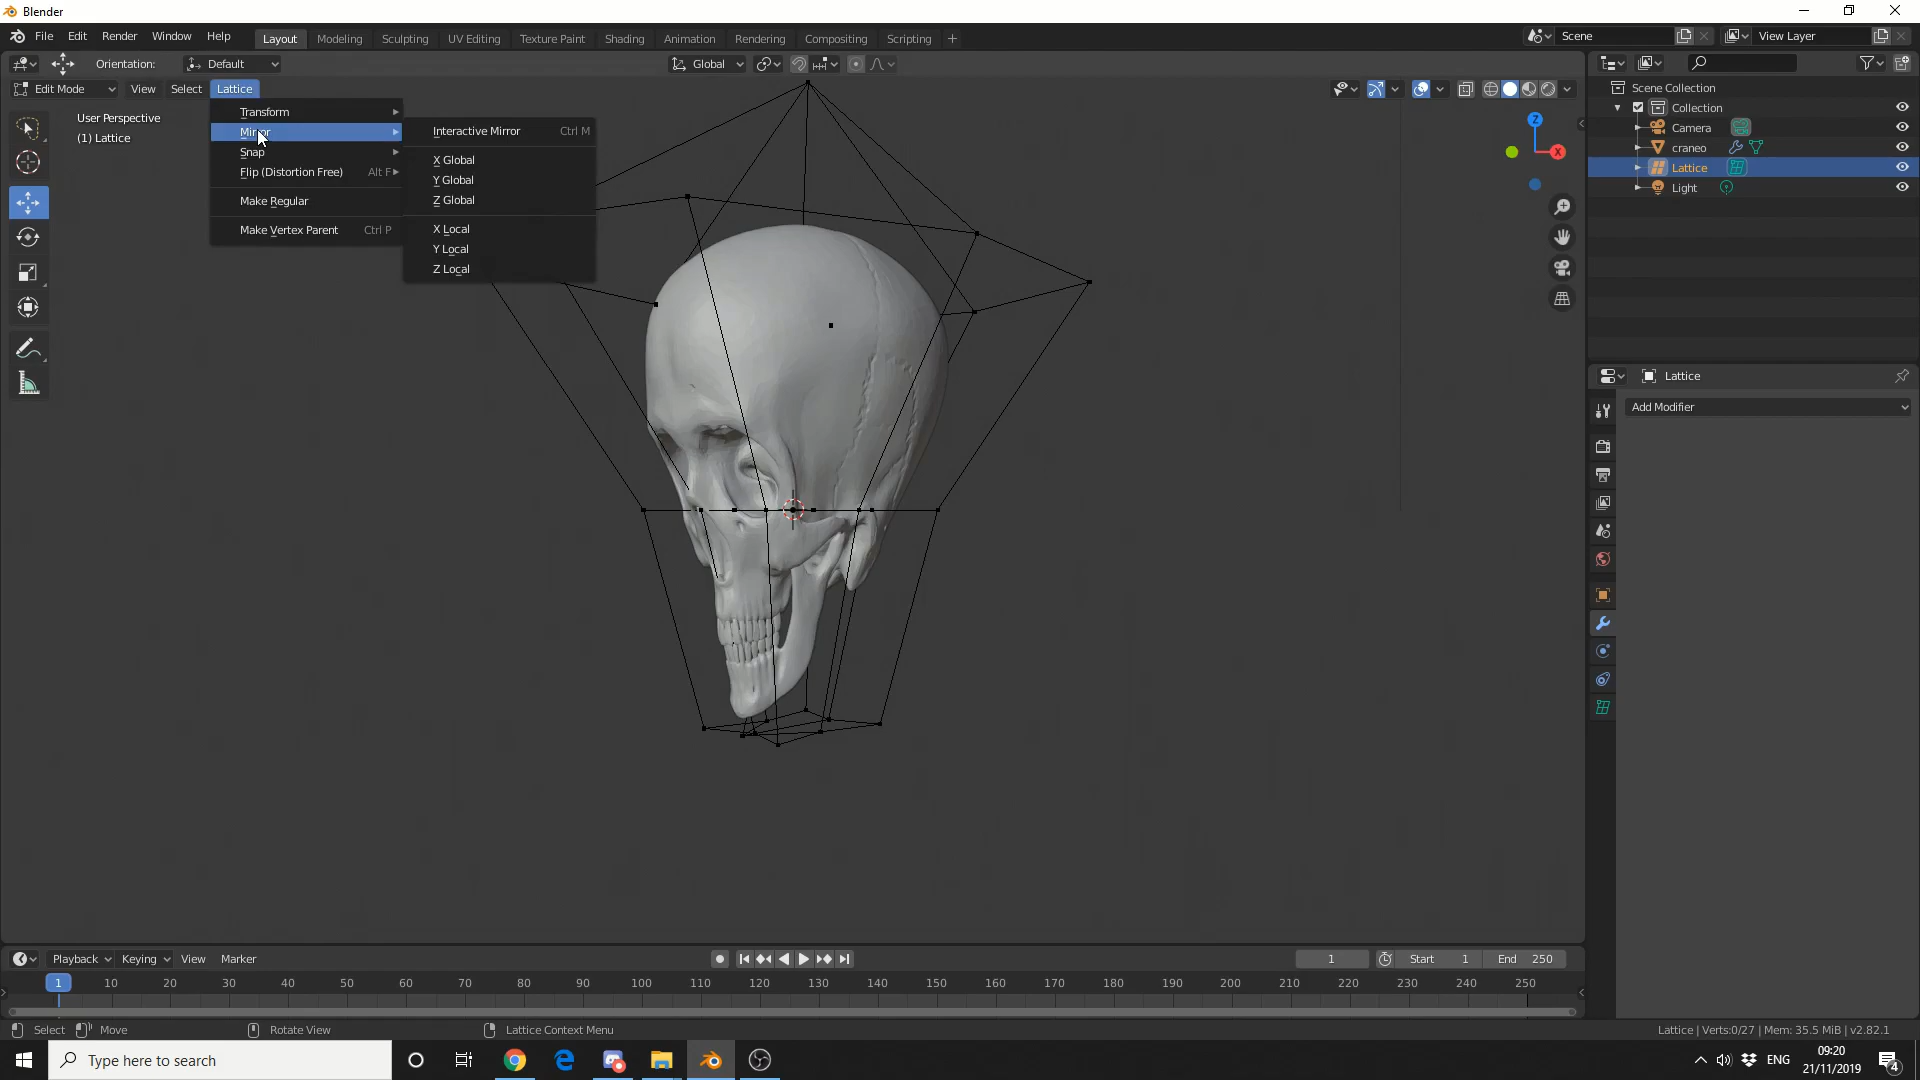 Blender
File Edit Render Window Help
Layout Modeling Sculpting UV Editing Texture Paint Shading Animation Rendering Compositing Scripting +
Scene
View Layer
Orientation: Default
Global
Edit Mode View Select Lattice
User Perspective
(1) Lattice
Transform
Mirror
Snap
Flip (Distortion Free) Alt F
Make Regular
Make Vertex Parent Ctrl P
Interactive Mirror Ctrl M
X Global
Y Global
Z Global
X Local
Y Local
Z Local
Z
X
Scene Collection
Collection
Camera
craneo
Lattice
Light
Lattice
Add Modifier
Playback Keying View Marker
1 Start 1 End 250
1 10 20 30 40 50 60 70 80 90 100 110 120 130 140 150 160 170 180 190 200 210 220 230 240 250
Select Move Rotate View Lattice Context Menu
Lattice | Verts:0/27 | Mem: 35.5 MiB | v2.82.1
Type here to search
ENG
09:20
21/11/2019
4